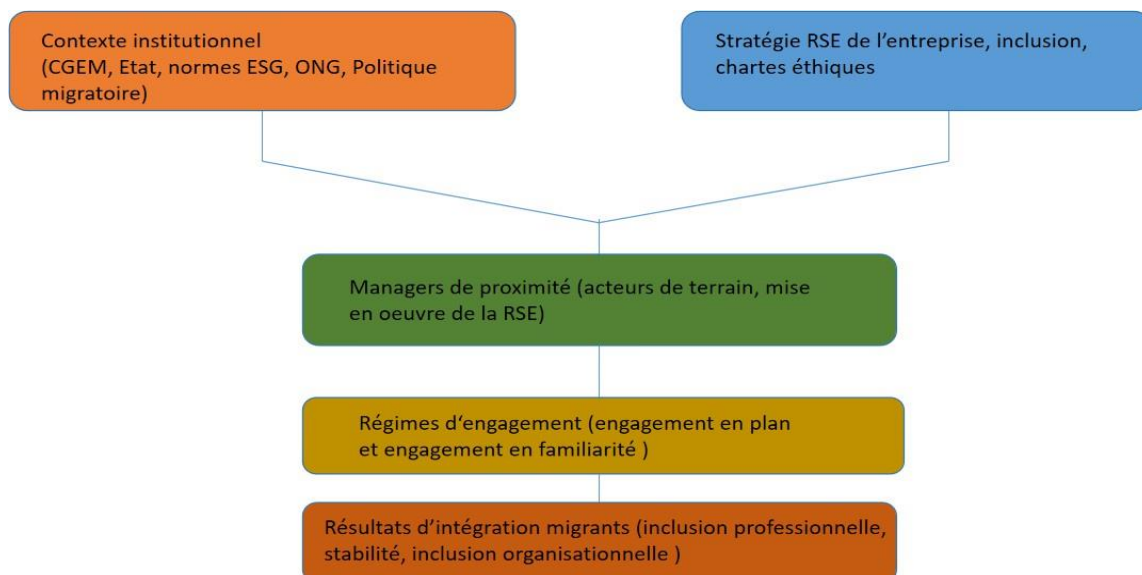 Contexte institutionnel
(CGEM, Etat, normes ESG, ONG, Politique
migratoire)
Stratégie RSE de l'entreprise, inclusion,
chartes éthiques
Managers de proximité (acteurs de terrain, mise
en oeuvre de la RSE)
Régimes d'engagement (engagement en plan
et engagement en familiarité )
Résultats d'intégration migrants (inclusion professionnelle,
stabilité, inclusion organisationnelle )